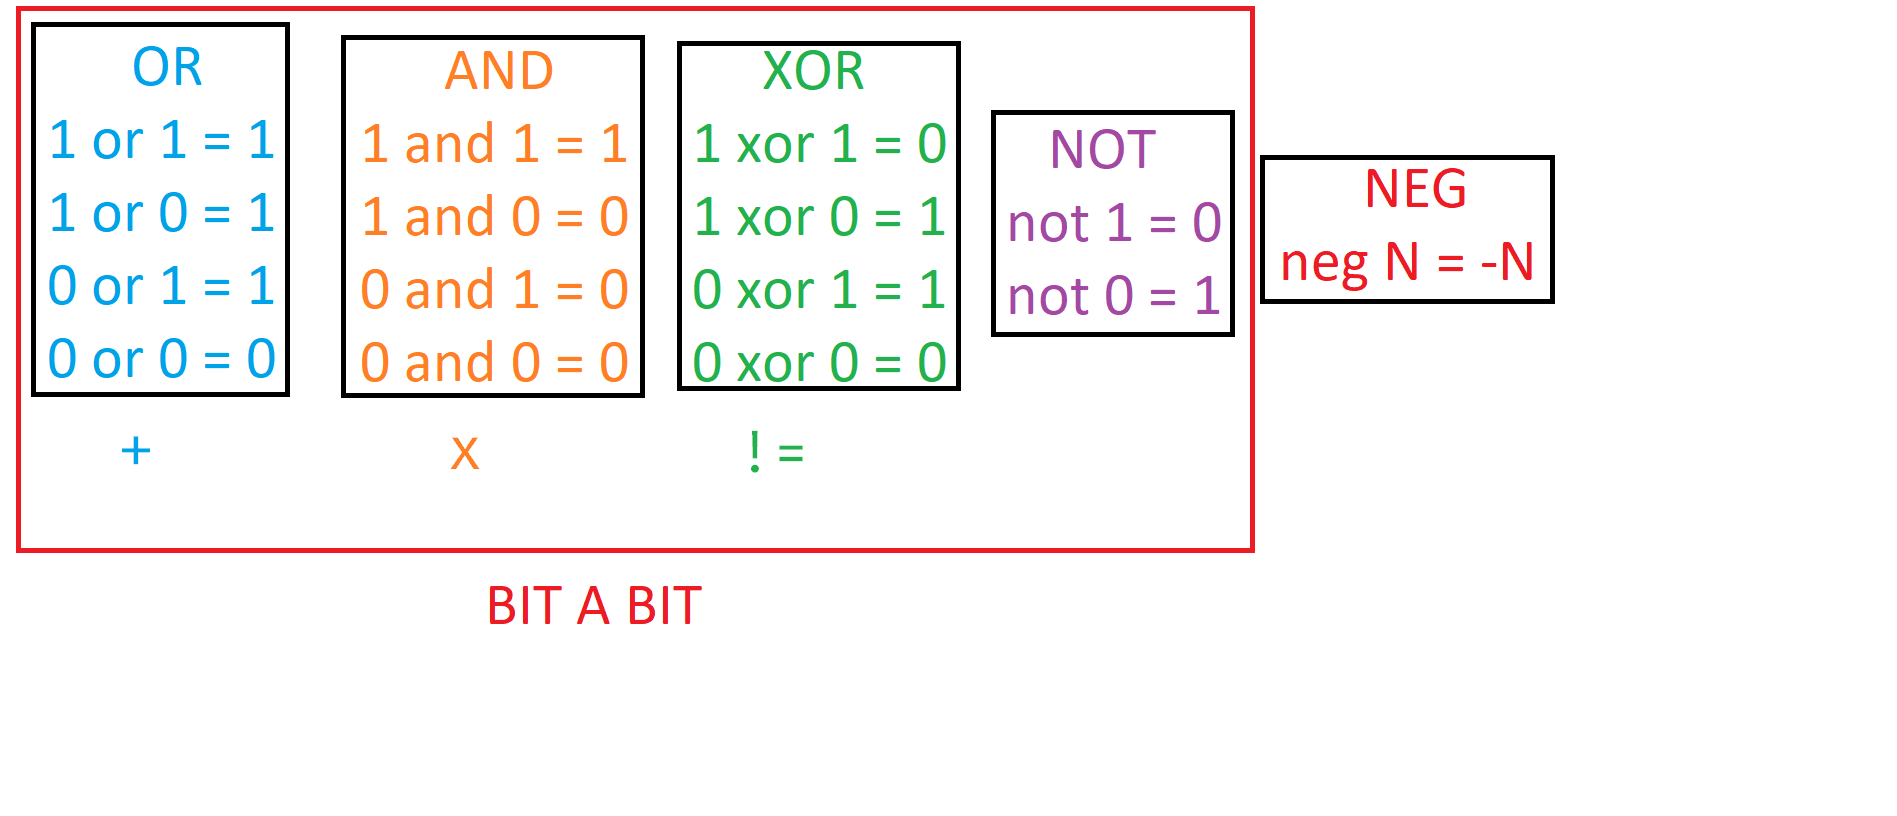 OR
1 or 1 = 1
1 or 0 = 1
0 or 1 = 1
0 or 0 = 0
+
AND
1 and 1 = 1
1 and 0 = 0
0 and 1 = 0
0 and 0 = 0
x
XOR
1 xor 1 = 0
1 xor 0 = 1
0 xor 1 = 1
0 xor 0 = 0
! =
NOT
not 1 = 0
not 0 = 1
NEG
neg N = -N
BIT A BIT